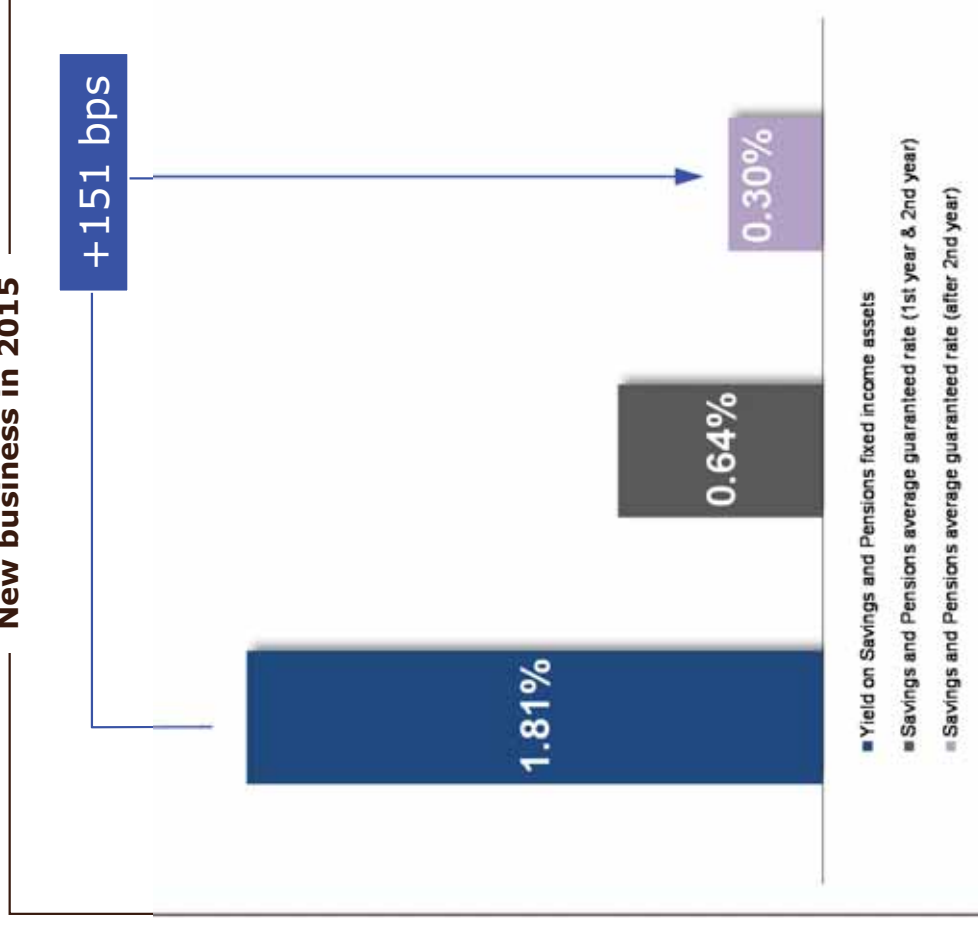 New business in 2015
+151 bps
1.81%
0.64%
0.30%
Yield on Savings and Pensions fixed income assets
Savings and Pensions average guaranteed rate (1st year & 2nd year)
Savings and Pensions average guaranteed rate (after 2nd year)